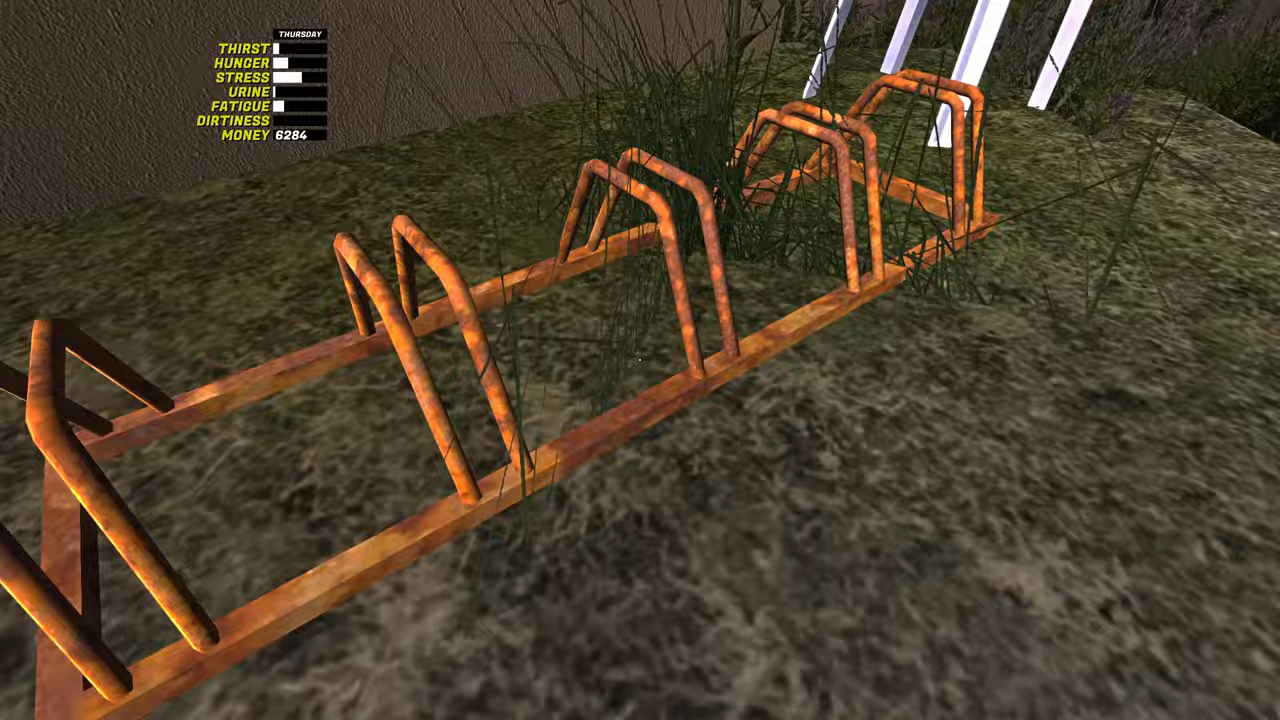 THURSDAY
THIRST
HUNGER
STRESS
URINE
FATIGUE
DIRTINESS
MONEY 6284